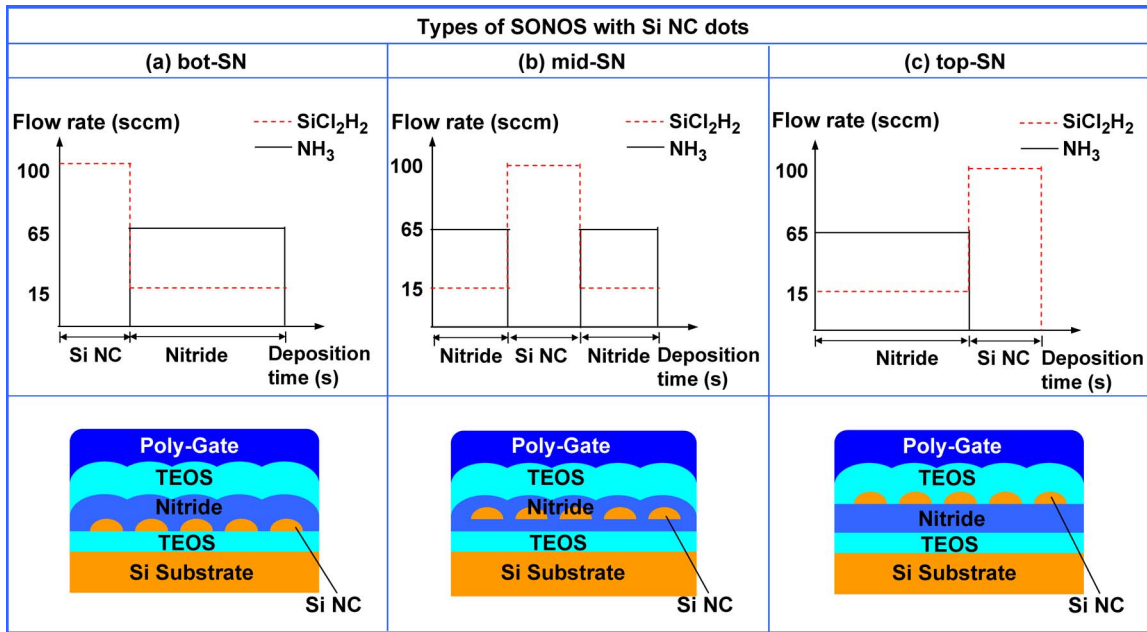 Types of SONOS with Si NC dots
(a) bot-SN
(b) mid-SN
(c) top-SN
Flow rate (sccm)
SiCl2H2
NH3
100
65
15
Si NC
Nitride
Deposition
time (s)
Flow rate (sccm)
SiCl2H2
NH3
100
65
15
Nitride
Si NC
Nitride
Deposition
time (s)
Flow rate (sccm)
SiCl2H2
NH3
100
65
15
Nitride
Si NC
Deposition
time (s)
Poly-Gate
TEOS
Nitride
TEOS
Si Substrate
Si NC
Poly-Gate
TEOS
Nitride
TEOS
Si Substrate
Si NC
Poly-Gate
TEOS
Nitride
TEOS
Si Substrate
Si NC